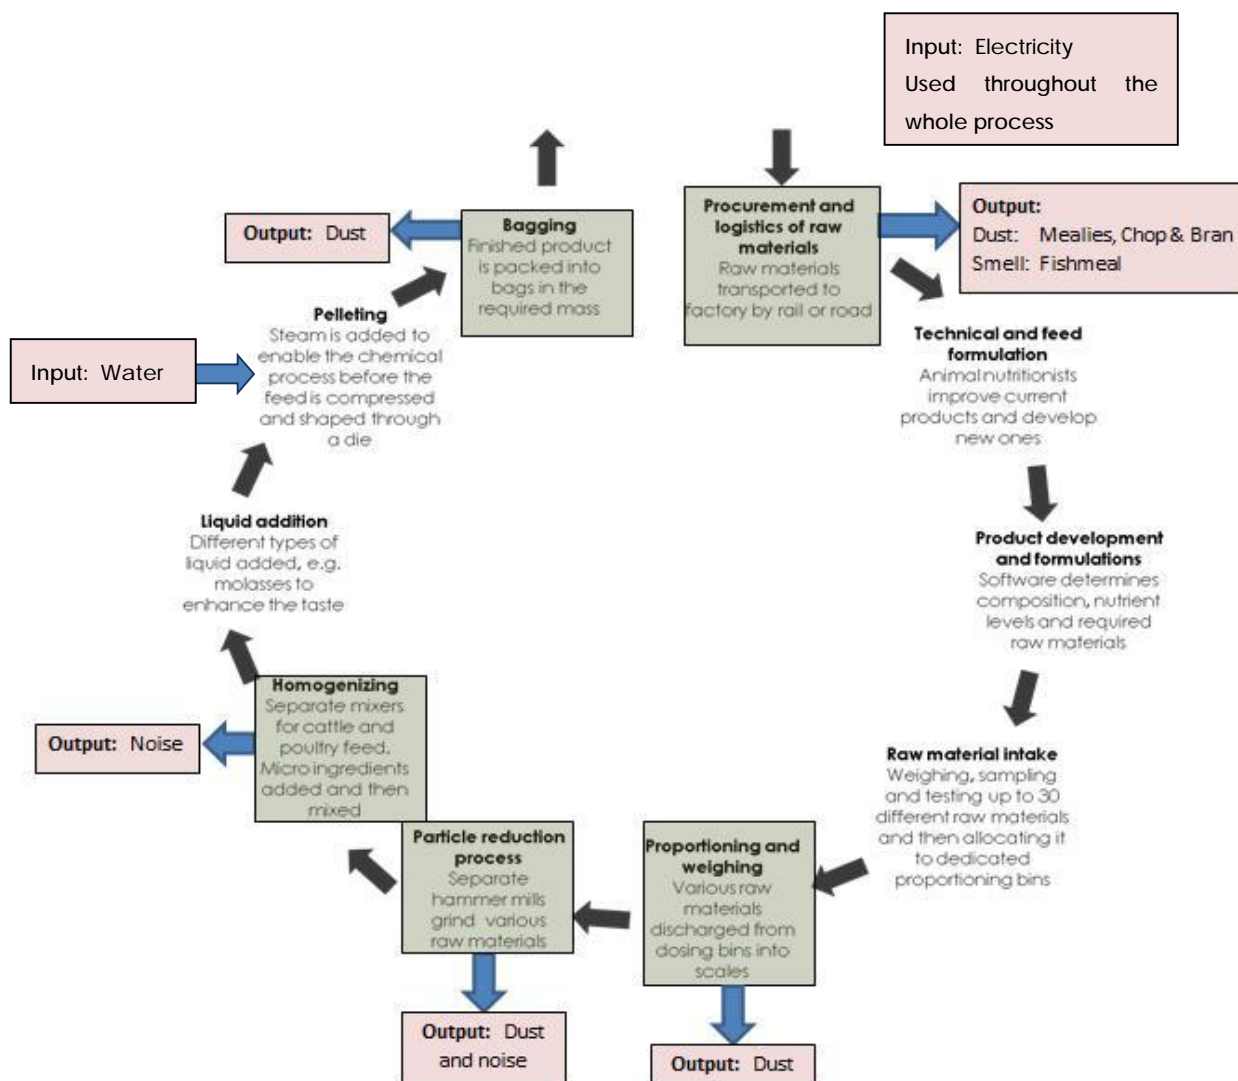 Input: Electricity
Used throughout the
whole process
Procurement and
logistics of raw
materials
Raw materials
transported to
factory by rail or road
Output:
Dust: Mealies, Chop & Bran
Smell: Fishmeal
Technical and feed
formulation
Animal nutritionists
improve current
products and develop
new ones
Product development
and formulations
Software determines
composition, nutrient
levels and required
raw materials
Raw material intake
Weighing, sampling
and testing up to 30
different raw materials
and then allocating it
to dedicated
proportioning bins
Proportioning and
weighing
Various raw
materials
discharged from
dosing bins into
scales
Output: Dust
Particle reduction
process
Separate
hammer mills
grind various
raw materials
Output: Dust
and noise
Homogenizing
Separate mixers
for cattle and
poultry feed.
Micro ingredients
added and then
mixed
Output: Noise
Liquid addition
Different types of
liquid added, e.g.
molasses to
enhance the taste
Pelleting
Steam is added to
enable the chemical
process before the
feed is compressed
and shaped through
a die
Input: Water
Bagging
Finished product
is packed into
bags in the
required mass
Output: Dust